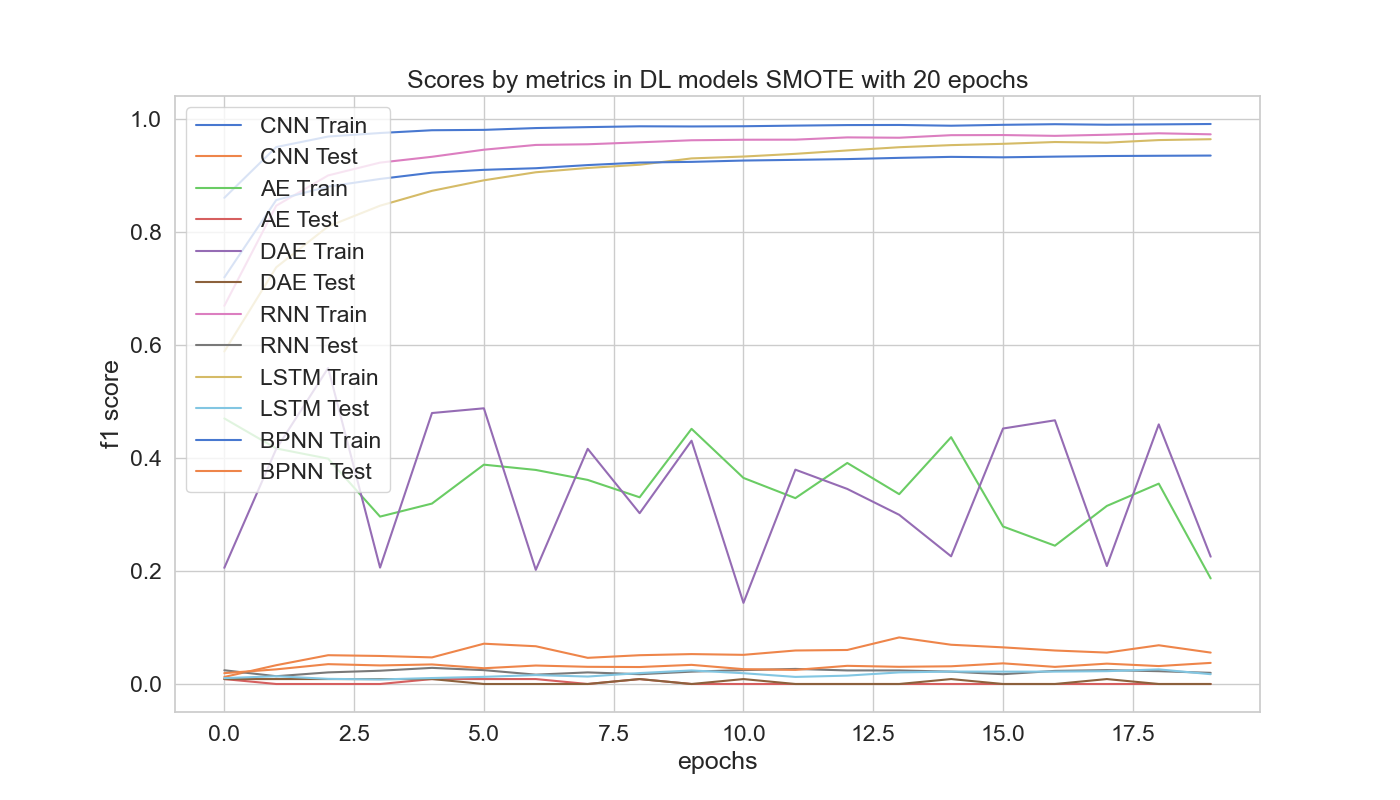 Scores by metrics in DL models SMOTE with 20 epochs
1.0
0.8
0.6
0.4
0.2
0.0
f1 score
CNN Train
CNN Test
AE Train
AE Test
DAE Train
DAE Test
RNN Train
RNN Test
LSTM Train
LSTM Test
BPNN Train
BPNN Test
0.0 2.5 5.0 7.5 10.0 12.5 15.0 17.5
epochs